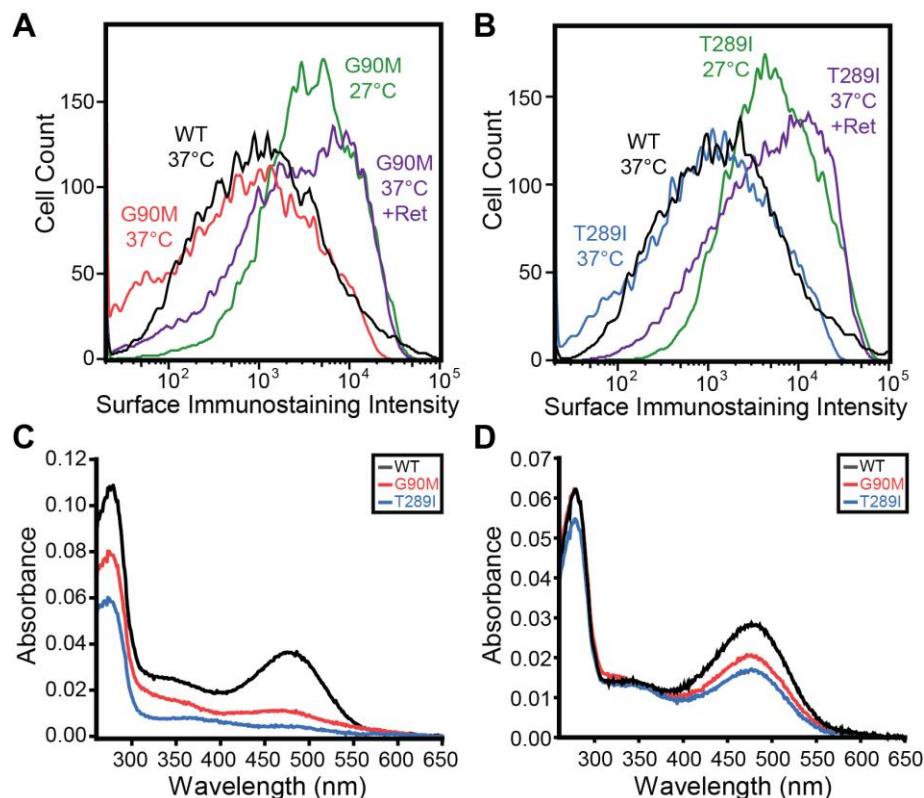 A
150
100
50
0
Cell Count
G90M
27°C
WT
37°C
G90M
37°C
G90M
37°C
+Ret
10² 10³ 10⁴ 10⁵
Surface Immunostaining Intensity
B
150
100
50
0
Cell Count
T289I
27°C
T289I
37°C
+Ret
WT
37°C
T289I
37°C
10² 10³ 10⁴ 10⁵
Surface Immunostaining Intensity
C
0.12
0.10
0.08
0.06
0.04
0.02
0.00
Absorbance
WT
G90M
T289I
300 350 400 450 500 550 600 650
Wavelength (nm)
D
0.07
0.06
0.05
0.04
0.03
0.02
0.01
0.00
Absorbance
WT
G90M
T289I
300 350 400 450 500 550 600 650
Wavelength (nm)